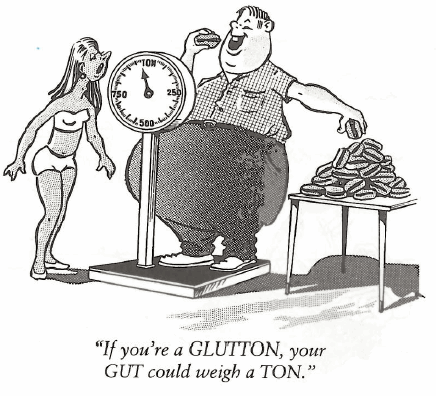 TON
750
250
500
"If you're a GLUTTON, your
GUT could weigh a TON."